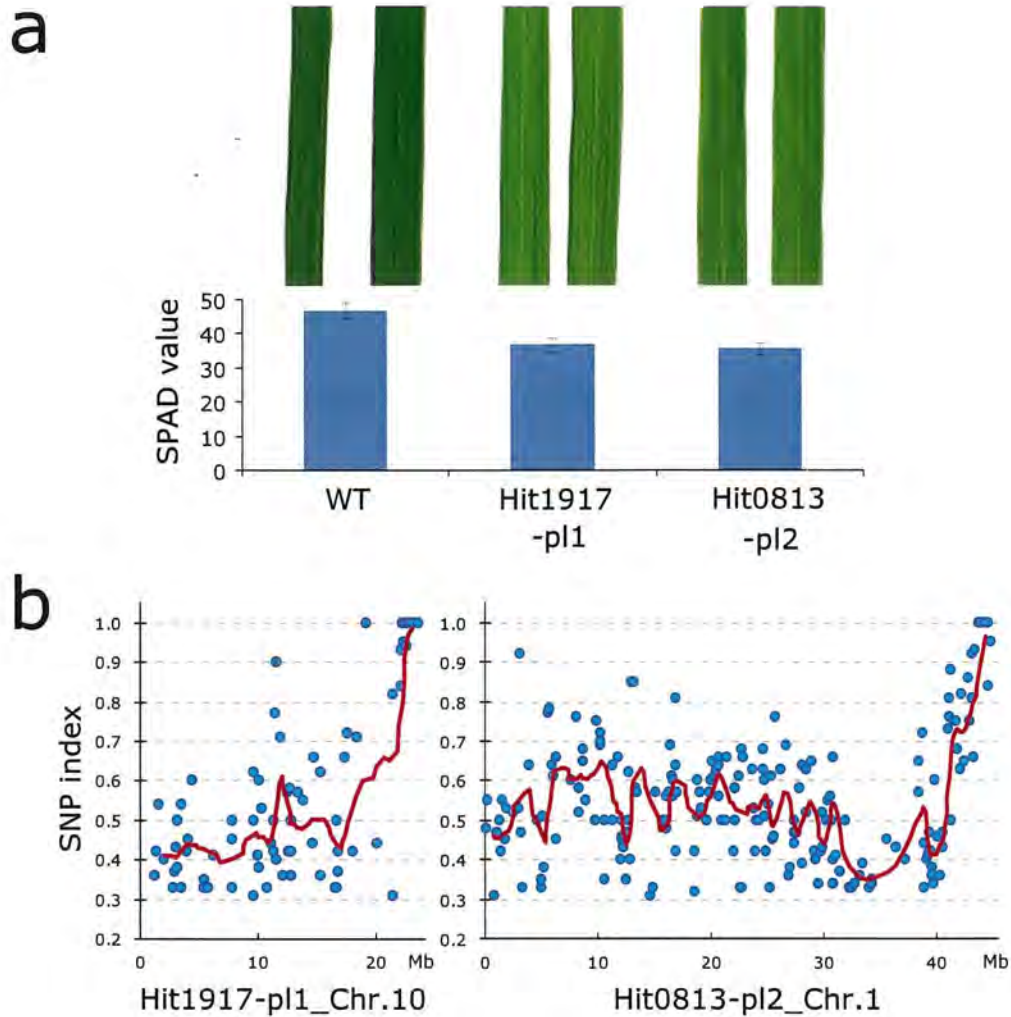 a
50
40
30
20
10
0
SPAD value
WT
Hit1917
-pl1
Hit0813
-pl2
b
1.0
0.9
0.8
0.7
0.6
0.5
0.4
0.3
0.2
SNP index
0 10 20 Mb
0 10 20 30 40 Mb
Hit1917-pl1_Chr.10
Hit0813-pl2_Chr.1